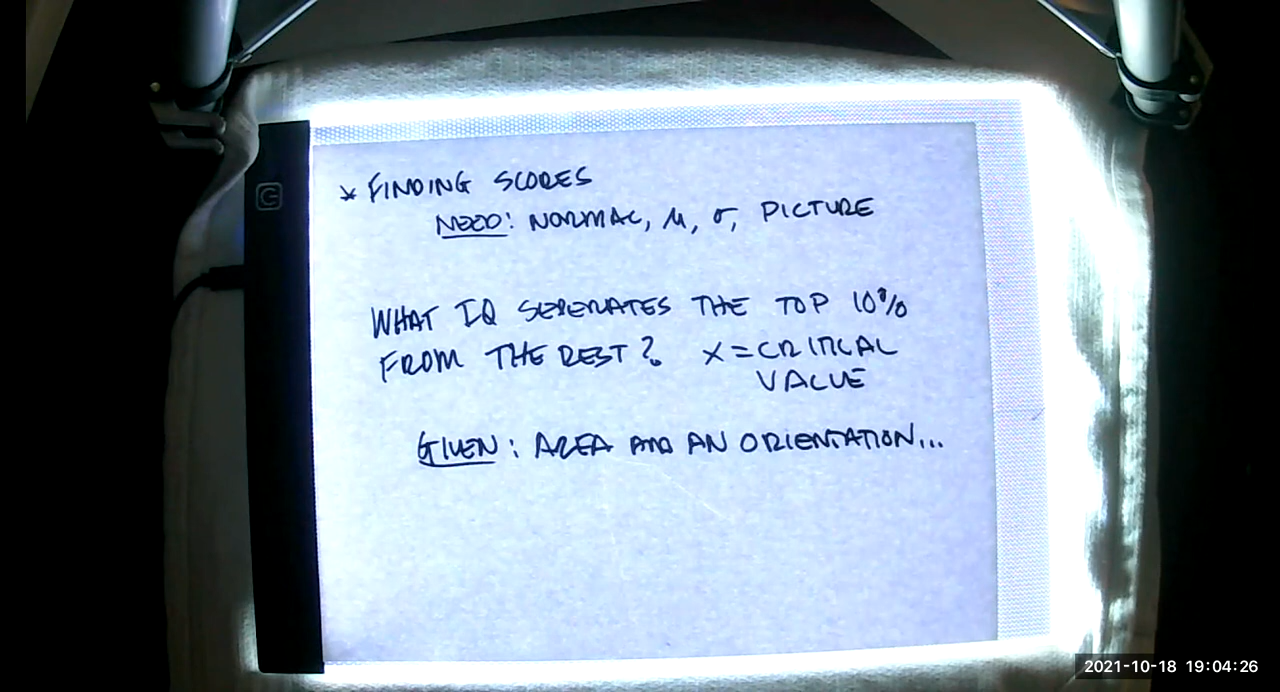 * FINDING SCORES
NEED: NORMAL, μ, σ, PICTURE
WHAT IQ SEPERATES THE TOP 10%
FROM THE REST? X = CRITICAL
VALUE
GIVEN: AREA AND AN ORIENTATION...
2021-10-18 19:04:26